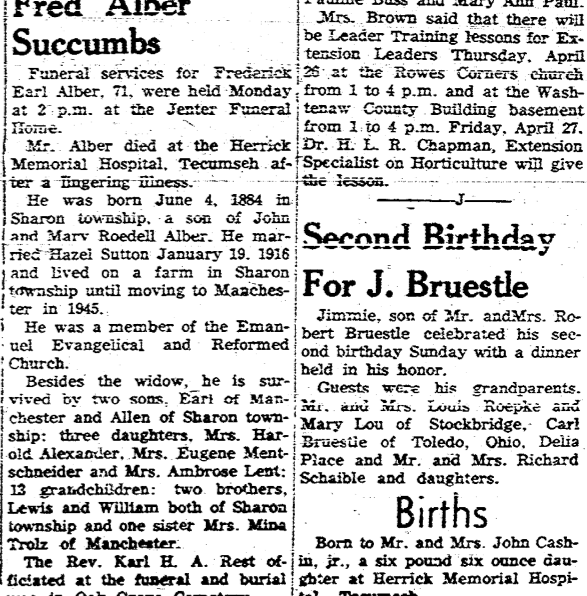 Fred Alber
Succumbs
Funeral services for Frederick
Earl Alber, 71, were held Monday
at 2 p.m. at the Jenter Funeral
Home.
Mr. Alber died at the Herrick
Memorial Hospital, Tecumseh af-
ter a lingering illness.
He was born June 4, 1884 in
Sharon township, a son of John
and Mary Roedell Alber. He mar-
ried Hazel Sutton January 19, 1916
and lived on a farm in Sharon
township until moving to Manches-
ter in 1945.
He was a member of the Eman-
uel Evangelical and Reformed
Church.
Besides the widow, he is sur-
vived by two sons, Earl of Man-
chester and Allen of Sharon town-
ship: three daughters, Mrs. Har-
old Alexander, Mrs. Eugene Ment-
schneider and Mrs. Ambrose Lent:
13 grandchildren: two brothers,
Lewis and William both of Sharon
township and one sister Mrs. Mina
Trolz of Manchester.
The Rev. Karl H. A. Rest of-
ficiated at the funeral and burial
was in Oak Grove Cemetery.
Pauline Buss and Mary Ann Paul.
Mrs. Brown said that there will
be Leader Training lessons for Ex-
tension Leaders Thursday, April
26 at the Rowes Corners church
from 1 to 4 p.m. and at the Wash-
tenaw County Building basement
from 1 to 4 p.m. Friday, April 27.
Dr. H. L. R. Chapman, Extension
Specialist on Horticulture will give
the lesson.
J
Second Birthday
For J. Bruestle
Jimmie, son of Mr. andMrs. Ro-
bert Bruestle celebrated his sec-
ond birthday Sunday with a dinner
held in his honor.
Guests were his grandparents.
Mr. and Mrs. Louis Roepke and
Mary Lou of Stockbridge, Carl
Bruestle of Toledo, Ohio, Delia
Place and Mr. and Mrs. Richard
Schaible and daughters.
Births
Born to Mr. and Mrs. John Cash-
in, jr., a six pound six ounce dau-
ghter at Herrick Memorial Hospi-
tal, Tecumseh